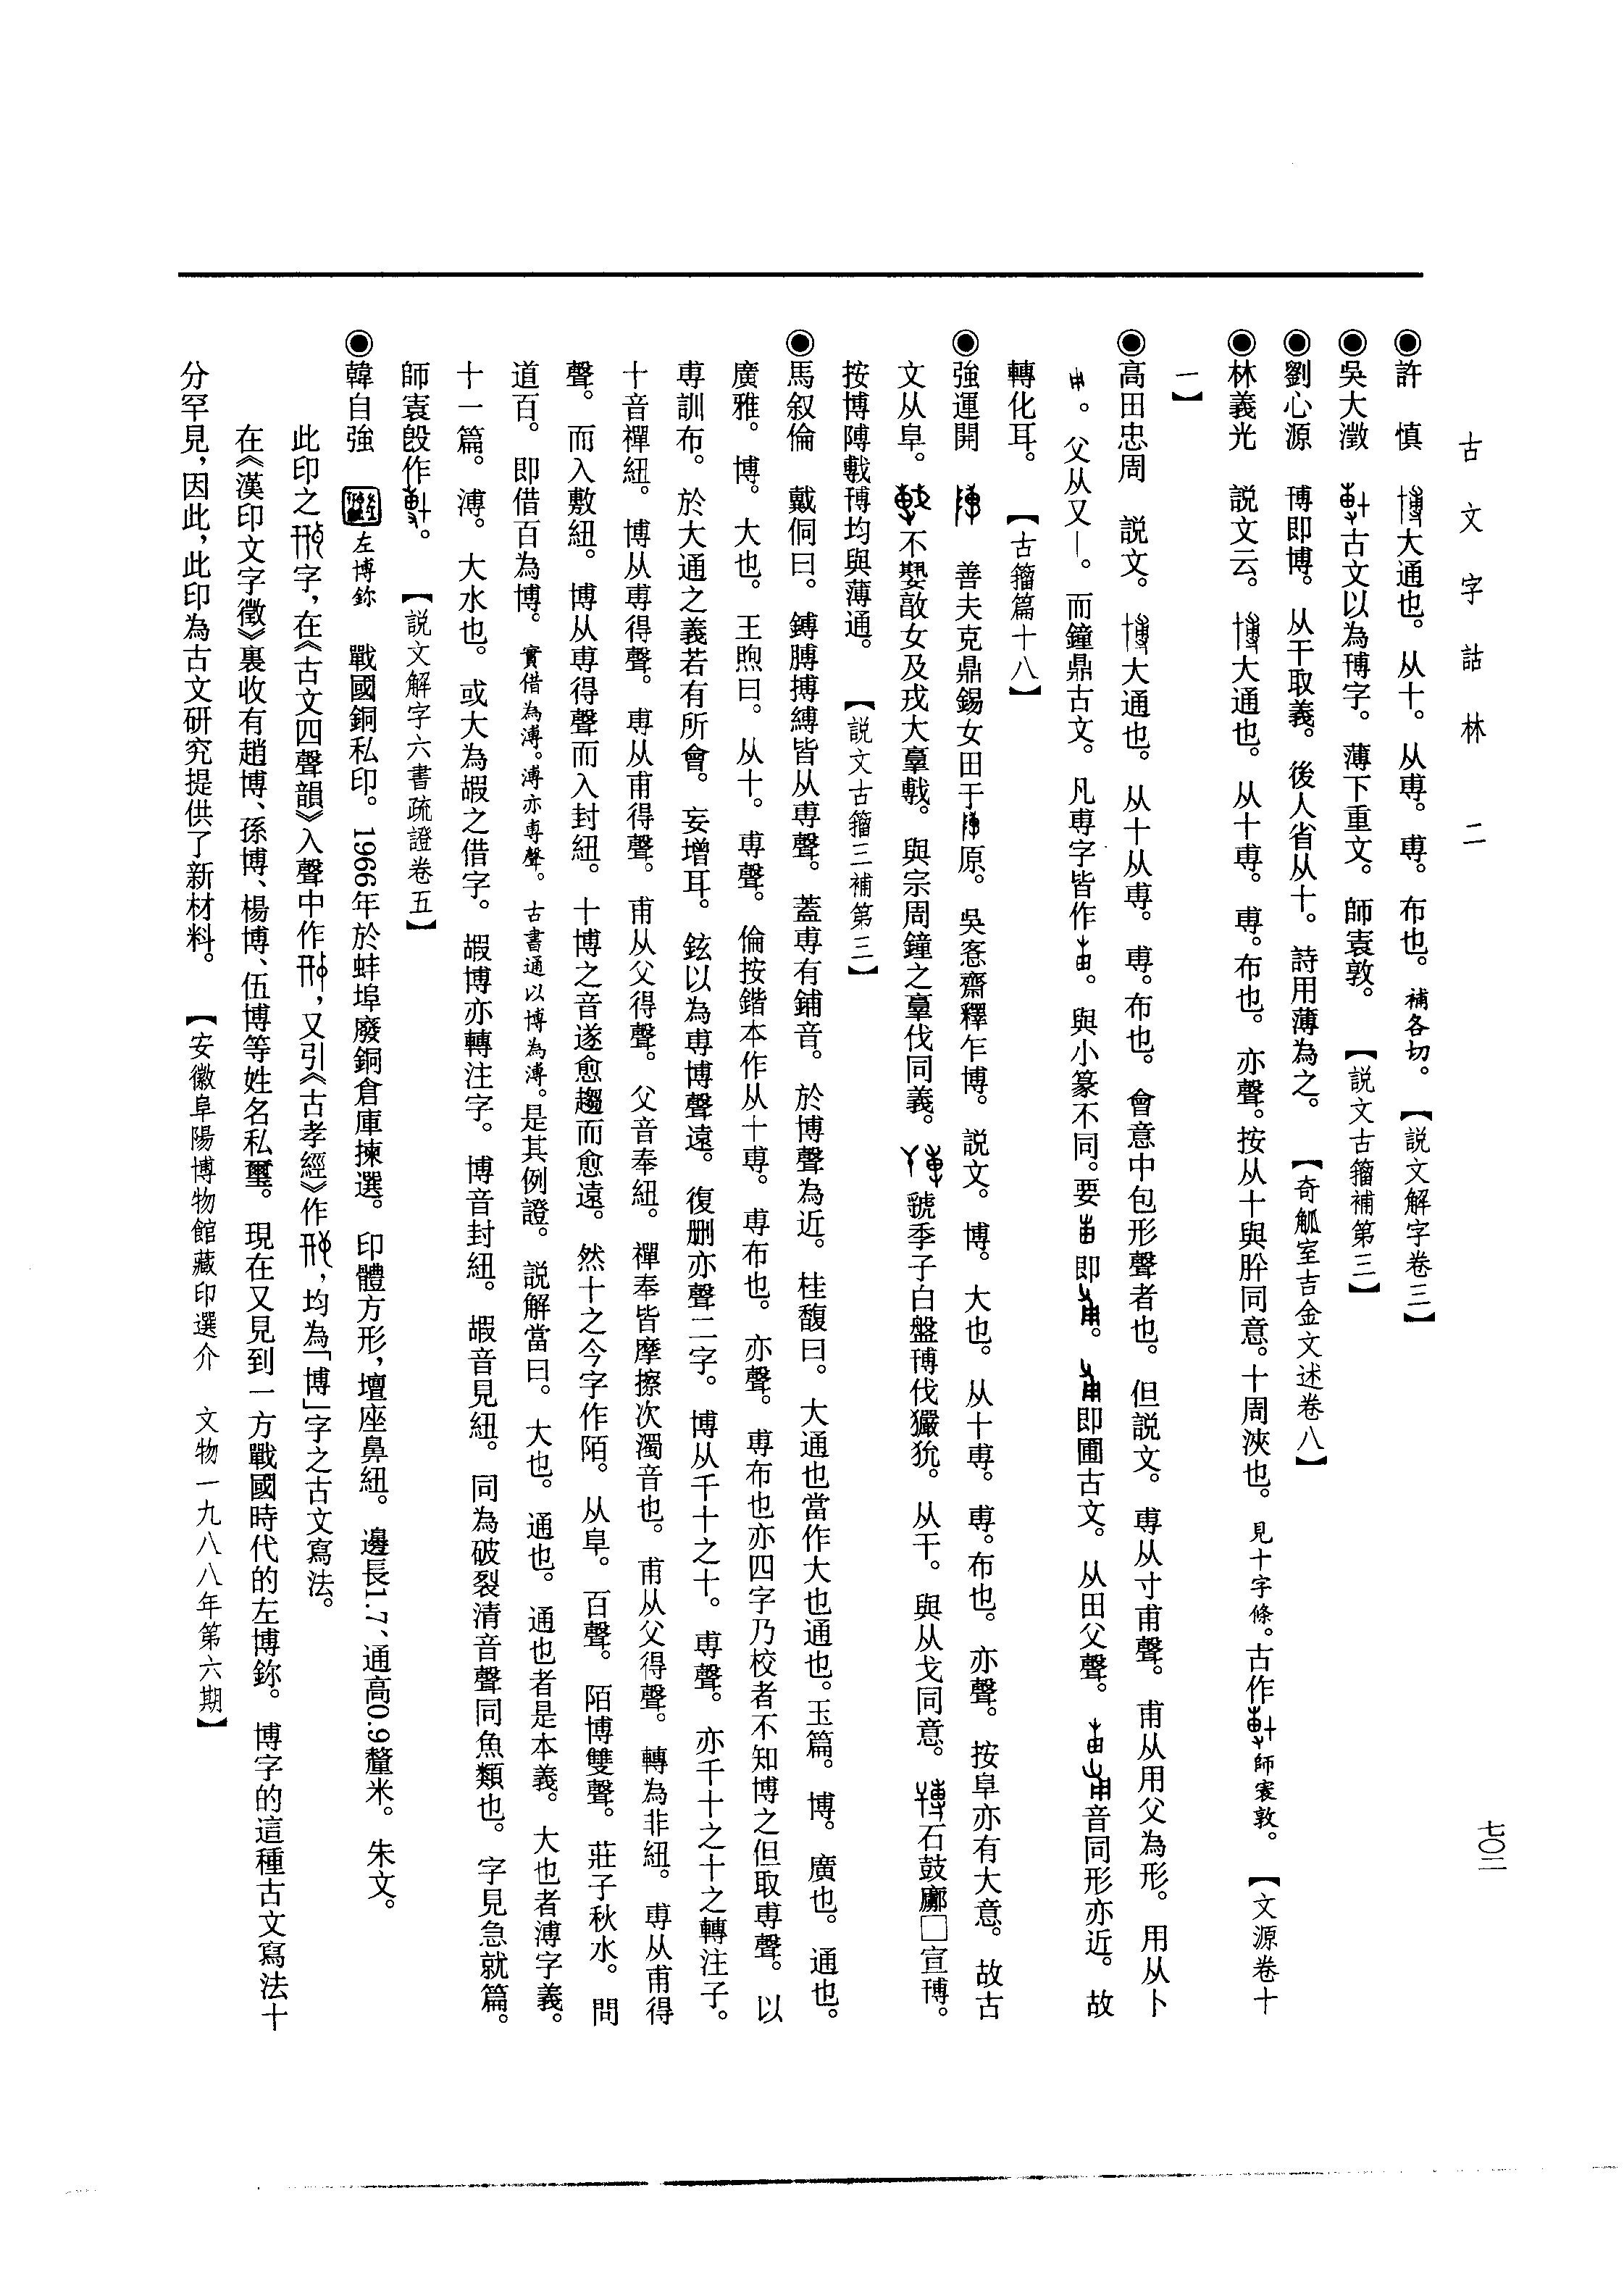 古文字詁林 二
七〇二
◉許 慎 大通也。从十。从尃。尃。布也。補各切。【說文解字卷三】
◉吳大澂 古文以為博字。薄下重文。師袁敦。【說文古籀補第三】
◉劉心源 博即博。从干取義。後人省从十。詩用薄為之。【奇觚室吉金文述卷八】
◉林義光 說文云。大通也。从十尃。尃。布也。亦聲。按从十與肸同意。十周浹也。見十字條。古作師寰敦。【文源卷十
一】
◉高田忠周 說文。大通也。从十从尃。尃。布也。會意中包形聲者也。但說文。尃从寸甫聲。甫从用父為形。用从卜
。父从又丨。而鐘鼎古文。凡尃字皆作。與小篆不同。要即。即圃古文。从田父聲。音同形亦近。故
轉化耳。【古籀篇十八】
◉強運開 善夫克鼎錫女田于原。吳愙齋釋乍博。說文。博。大也。从十尃。尃。布也。亦聲。按阜亦有大意。故古
文从阜。不㜏敢女及戎大𦎫戟。與宗周鐘之𦎫伐同義。虢季子白盤博伐玁狁。从干。與从戈同意。石鼓廊□宣博。
按博䧛博均與薄通。【說文古籀三補第三】
◉馬叙倫 戴侗曰。鎛膊搏縛皆从尃聲。蓋尃有鋪音。於博聲為近。桂馥曰。大通也當作大也通也。玉篇。博。廣也。通也。
廣雅。博。大也。王煦曰。从十。尃聲。倫按鍇本作从十尃。尃布也。亦聲。尃布也亦四字乃校者不知博之但取尃聲。以
尃訓布。於大通之義若有所會。妄增耳。鉉以為尃博聲遠。復刪亦聲二字。博从千十之十。尃聲。亦千十之十之轉注子。
十音禪紐。博从尃得聲。尃从甫得聲。甫从父得聲。父音奉紐。禪奉皆摩擦次濁音也。甫从父得聲。轉為非紐。尃从甫得
聲。而入敷紐。博从尃得聲而入封紐。十博之音遂愈趨而愈遠。然十之今字作陌。从阜。百聲。陌博雙聲。莊子秋水。問
道百。即借百為博。實借為溥。溥亦尃聲。古書通以博為溥。是其例證。說解當曰。大也。通也。通也者是本義。大也者溥字義。
十一篇。溥。大水也。或大為嘏之借字。嘏博亦轉注字。博音封紐。嘏音見紐。同為破裂清音聲同魚類也。字見急就篇。
師袁𣪘作。【說文解字六書疏證卷五】
◉韓自強 左博鉨 戰國銅私印。1966年於蚌埠廢銅倉庫揀選。印體方形，壇座鼻紐。邊長1.7、通高0.9釐米。朱文。
此印之字，在《古文四聲韻》入聲中作，又引《古孝經》作，均為「博」字之古文寫法。
在《漢印文字徵》裏收有趙博、孫博、楊博、伍博等姓名私璽。現在又見到一方戰國時代的左博鉨。博字的這種古文寫法十
分罕見，因此，此印為古文研究提供了新材料。【安徽阜陽博物館藏印選介 文物一九八八年第六期】